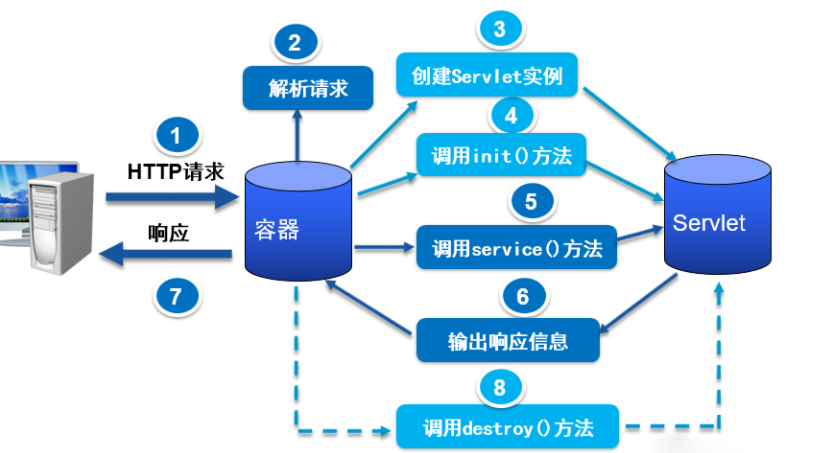 1
HTTP请求
2
解析请求
3
创建Servlet实例
4
调用init()方法
容器
Servlet
5
调用service()方法
响应
7
6
输出响应信息
8
调用destroy()方法